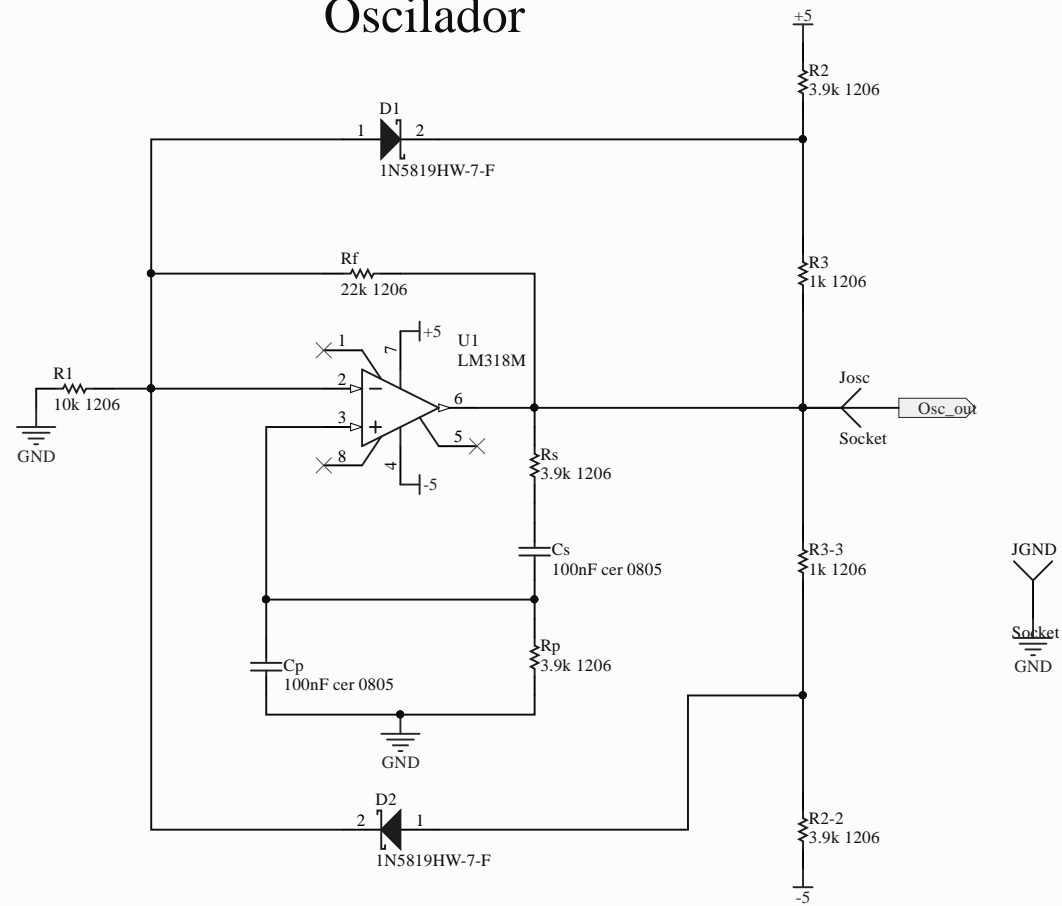 Oscilador
+5
R2
3.9k 1206
D1
1
2
1N5819HW-7-F
Rf
22k 1206
R3
1k 1206
1
7
+5
U1
LM318M
R1
10k 1206
GND
2
3
8
4
-5
6
5
Josc
Socket
Osc_out
Rs
3.9k 1206
Cs
100nF cer 0805
R3-3
1k 1206
JGND
Socket
GND
Cp
100nF cer 0805
Rp
3.9k 1206
GND
D2
2
1
1N5819HW-7-F
R2-2
3.9k 1206
-5